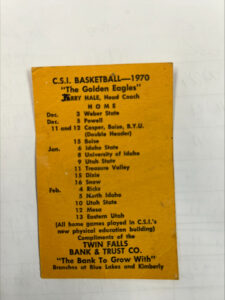 C.S.I. BASKETBALL—1970
"The Golden Eagles"
JERRY HALE, Head Coach
HOME
Dec. 3 Weber State
Dec. 5 Powell
11 and 12 Casper, Boise, B.Y.U.
(Double Header)
15 Boise
Jan. 6 Idaho State
8 University of Idaho
9 Utah State
11 Treasure Valley
15 Dixie
16 Snow
Feb. 4 Ricks
5 North Idaho
10 Utah State
12 Mesa
13 Eastern Utah
(All home games played in C.S.I.'s
new physical education building)
Compliments of the
TWIN FALLS
BANK & TRUST CO.
"The Bank To Grow With"
Branches at Blue Lakes and Kimberly